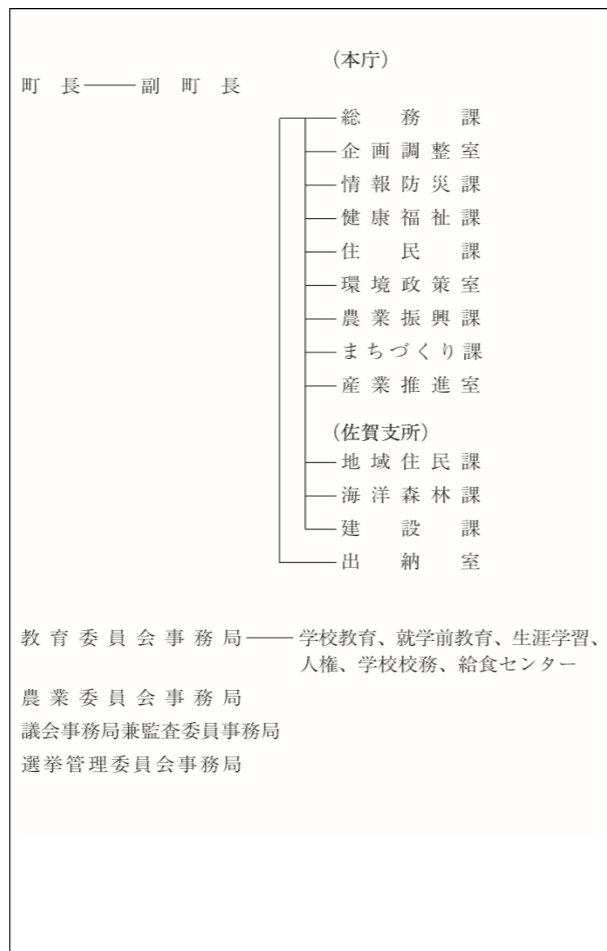 (本庁)
町長──副町長
総務課
企画調整室
情報防災課
健康福祉課
住民課
環境政策室
農業振興課
まちづくり課
産業推進室
(佐賀支所)
地域住民課
海洋森林課
建設課
出納室
教育委員会事務局──学校教育、就学前教育、生涯学習、
人権、学校校務、給食センター
農業委員会事務局
議会事務局兼監査委員事務局
選挙管理委員会事務局